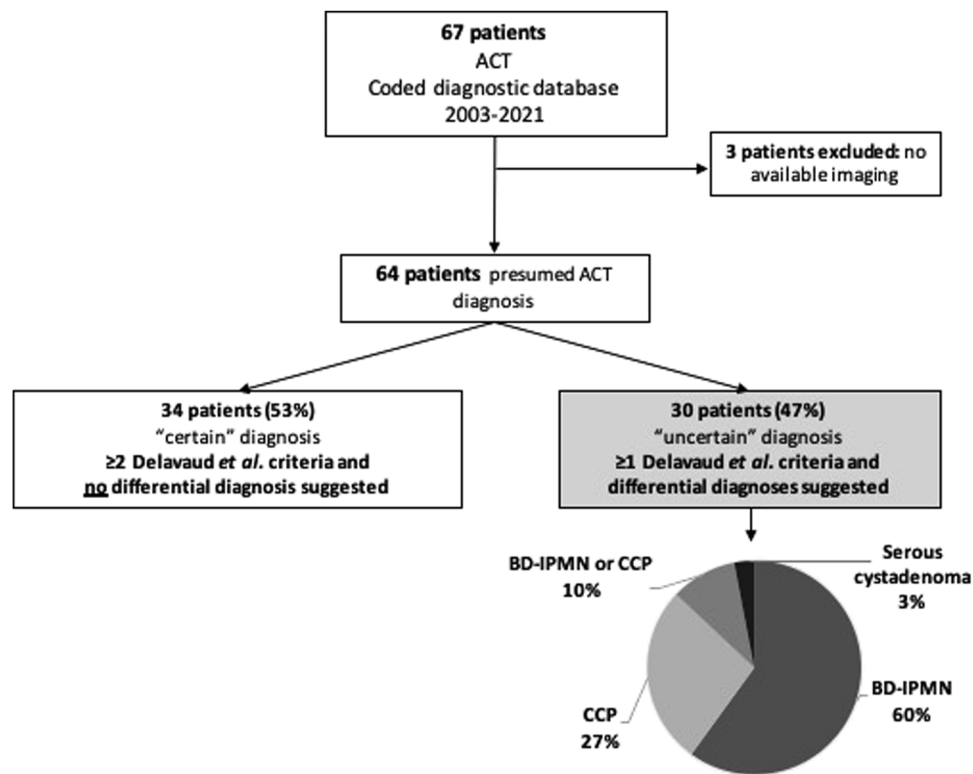 67 patients
ACT
Coded diagnostic database
2003-2021
3 patients excluded: no
available imaging
64 patients presumed ACT
diagnosis
34 patients (53%)
“certain” diagnosis
≥2 Delavaud et al. criteria and
no differential diagnosis suggested
30 patients (47%)
“uncertain” diagnosis
≥1 Delavaud et al. criteria and
differential diagnoses suggested
BD-IPMN or CCP
10%
Serous
cystadenoma
3%
CCP
27%
BD-IPMN
60%